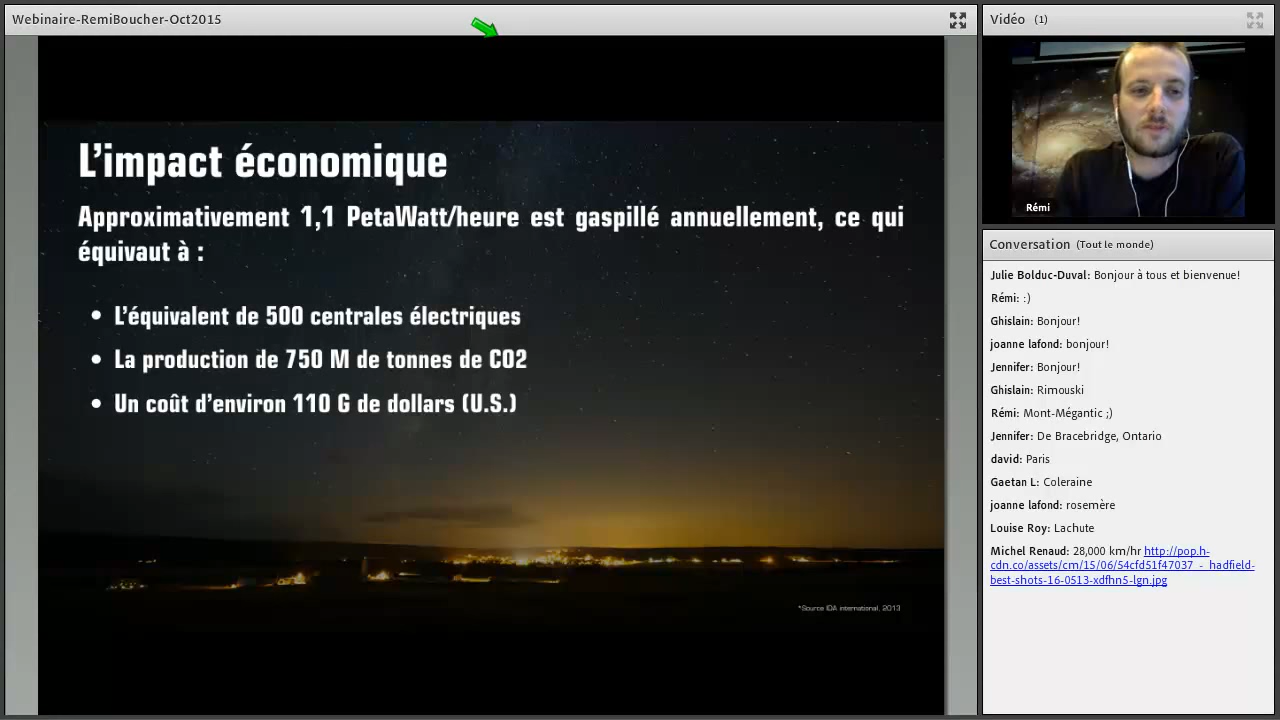 Webinaire-RemiBoucher-Oct2015
L'impact économique
Approximativement 1,1 PetaWatt/heure est gaspillé annuellement, ce qui
équivaut à :
• L'équivalent de 500 centrales électriques
• La production de 750 M de tonnes de CO2
• Un coût d'environ 110 G de dollars (U.S.)
*Source IDA international, 2013
Vidéo (1)
Rémi
Conversation (Tout le monde)
Julie Bolduc-Duval: Bonjour à tous et bienvenue!
Rémi: :)
Ghislain: Bonjour!
joanne lafond: bonjour!
Jennifer: Bonjour!
Ghislain: Rimouski
Rémi: Mont-Mégantic ;)
Jennifer: De Bracebridge, Ontario
david: Paris
Gaetan L: Coleraine
joanne lafond: rosemère
Louise Roy: Lachute
Michel Renaud: 28,000 km/hr http://pop.h-
cdn.co/assets/cm/15/06/54cfd51f47037_-_hadfield-
best-shots-16-0513-xdfhn5-lgn.jpg